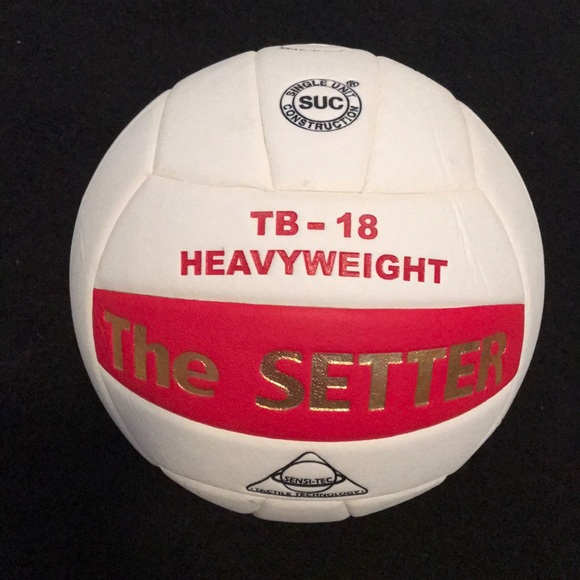 SINGLE UNIT ®
SUC
CONSTRUCTION
TB - 18
HEAVYWEIGHT
The SETTER
SENSI-TEC
TACTILE TECHNOLOGY